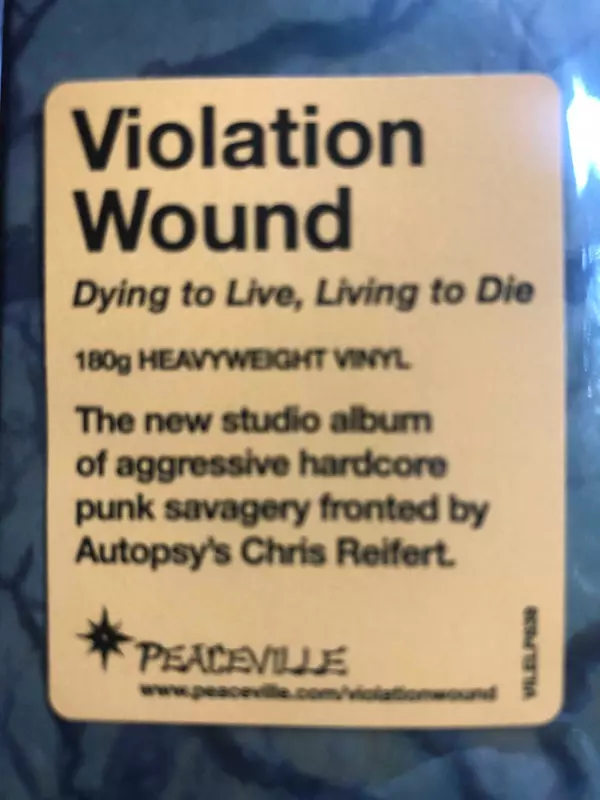 Violation
Wound
Dying to Live, Living to Die
180g HEAVYWEIGHT VINYL
The new studio album
of aggressive hardcore
punk savagery fronted by
Autopsy's Chris Reifert.
PEACEVILLE
www.peaceville.com/violationwound